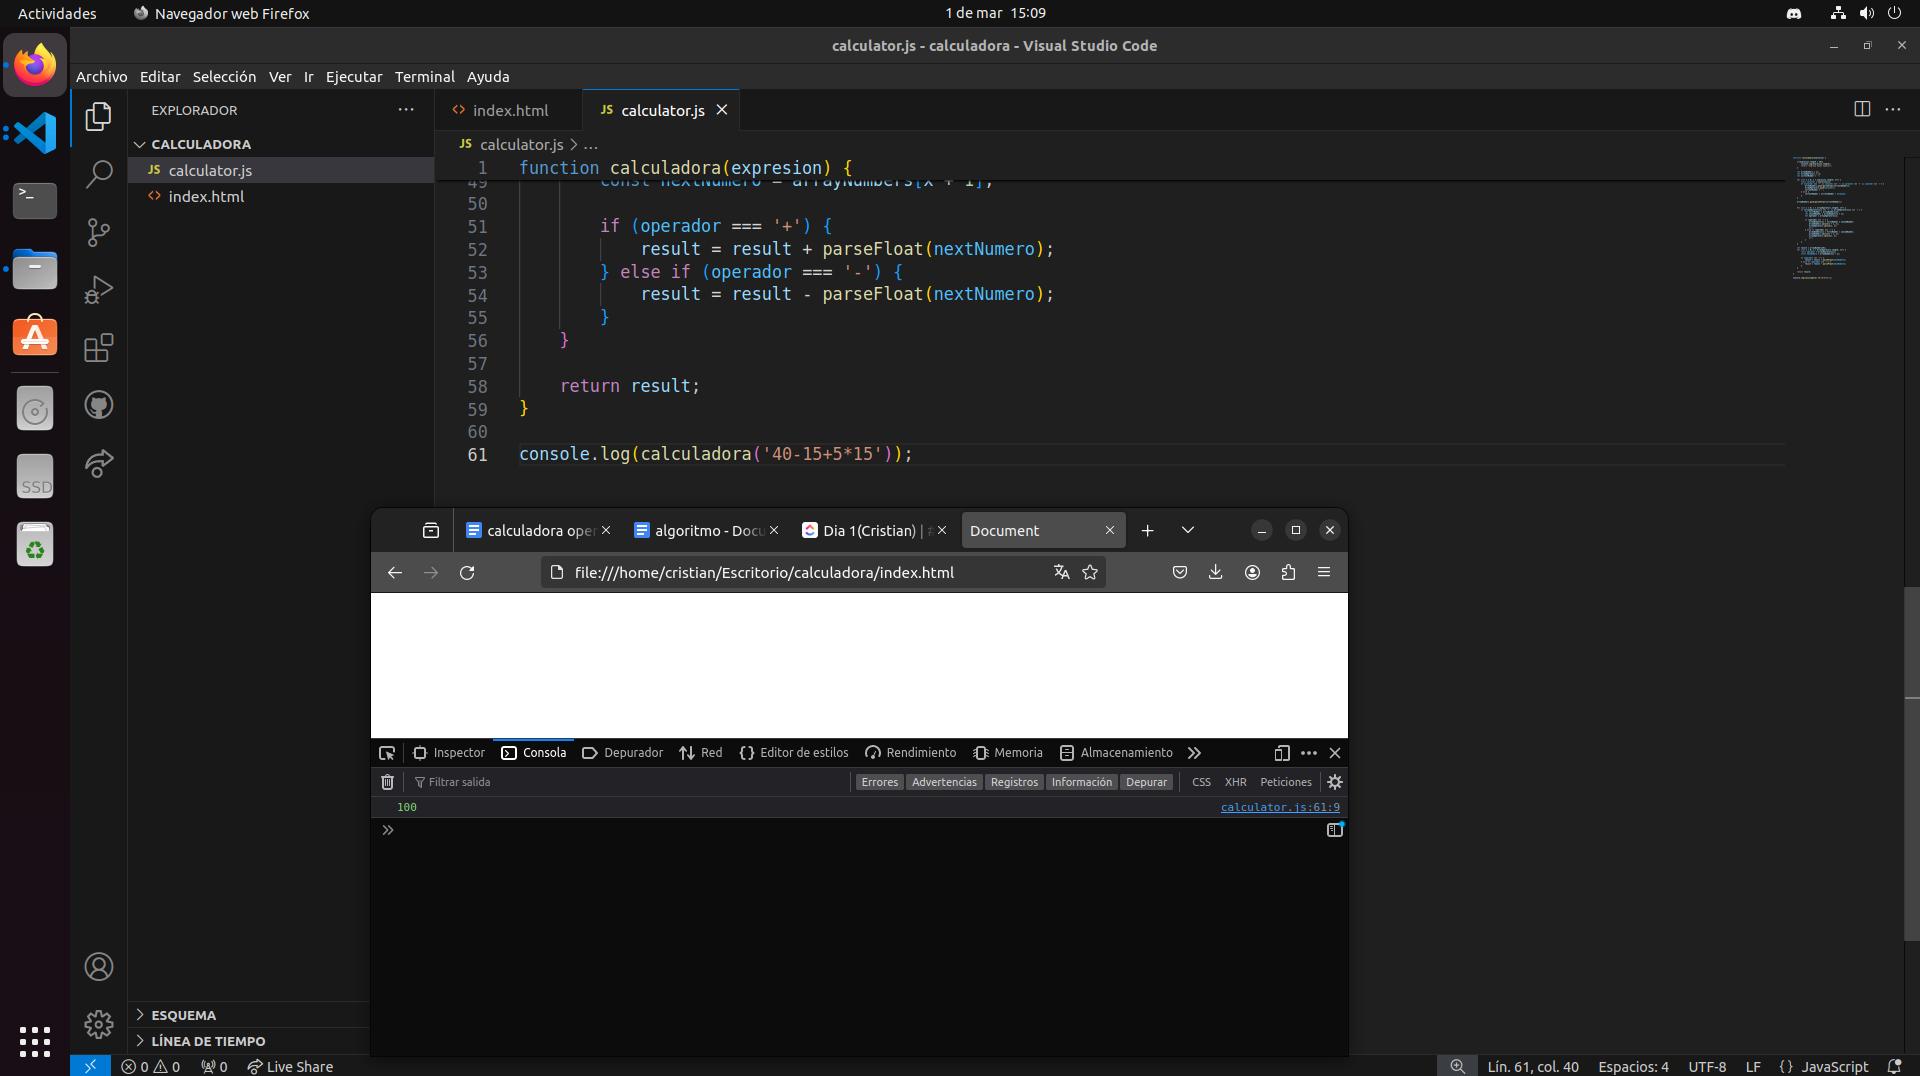 Actividades
Navegador web Firefox
1 de mar 15:09
calculator.js - calculadora - Visual Studio Code
Archivo Editar Selección Ver Ir Ejecutar Terminal Ayuda
EXPLORADOR
index.html
JS calculator.js
CALCULADORA
JS calculator.js > ...
JS calculator.js
index.html
1 function calculadora(expresion) {
49 const nextNumero = arrayNumbers[x + 1];
50
51 if (operador === '+') {
52 result = result + parseFloat(nextNumero);
53 } else if (operador === '-') {
54 result = result - parseFloat(nextNumero);
55 }
56 }
57
58 return result;
59 }
60
61 console.log(calculadora('40-15+5*15'));
SSD
calculadora oper
algoritmo - Docu
Dia 1(Cristian) | #
Document
file:///home/cristian/Escritorio/calculadora/index.html
Inspector Consola Depurador Red Editor de estilos Rendimiento Memoria Almacenamiento
Filtrar salida
Errores Advertencias Registros Información Depurar CSS XHR Peticiones
100 calculator.js:61:9
ESQUEMA
LÍNEA DE TIEMPO
0 0 0 Live Share
Lín. 61, col. 40 Espacios: 4 UTF-8 LF {} JavaScript